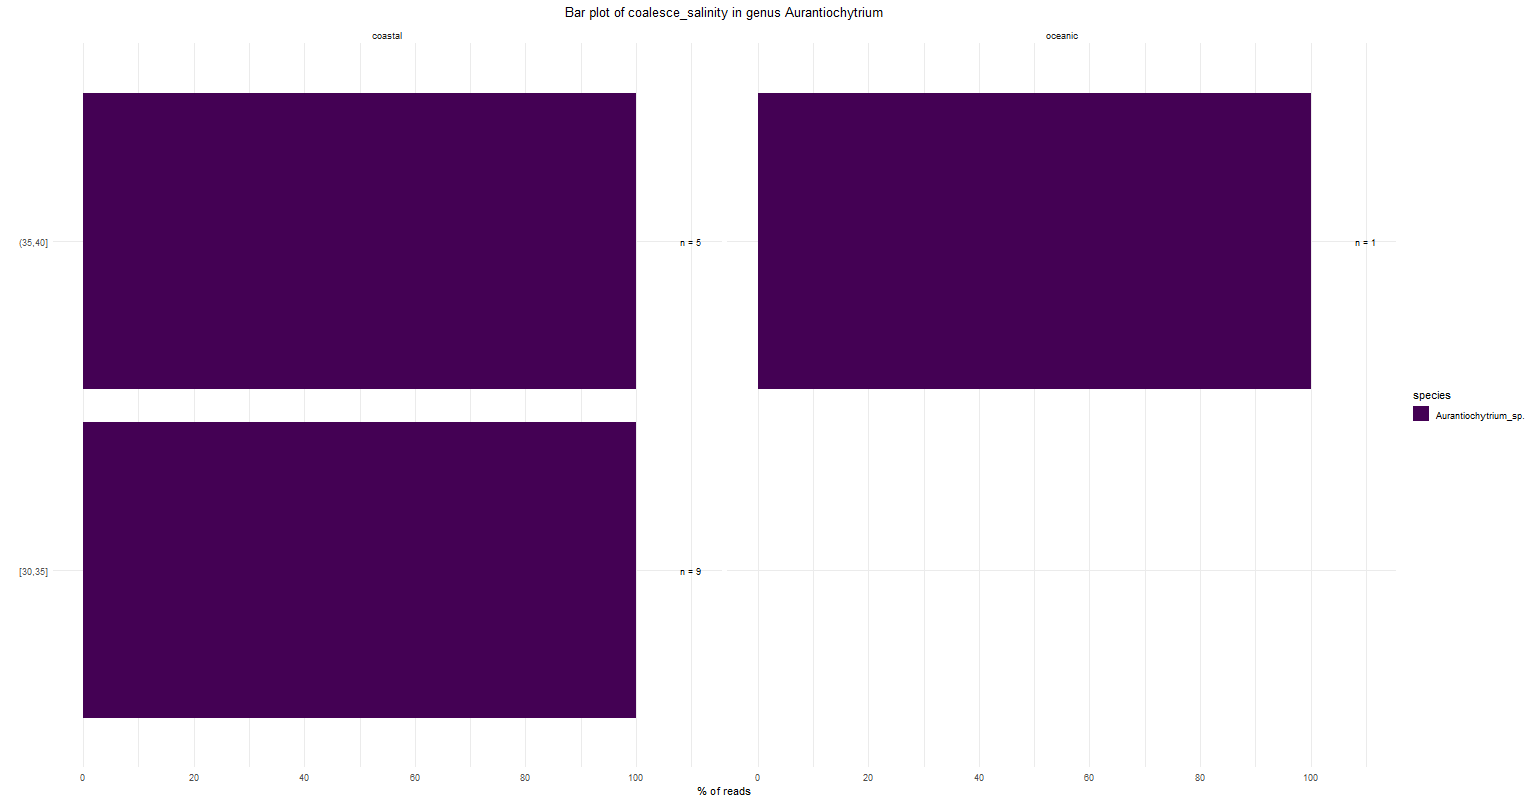 Bar plot of coalesce_salinity in genus Aurantiochytrium
coastal
oceanic
(35,40]
n = 5
n = 1
[30,35]
n = 9
0 20 40 60 80 100
0 20 40 60 80 100
% of reads
species
Aurantiochytrium_sp.